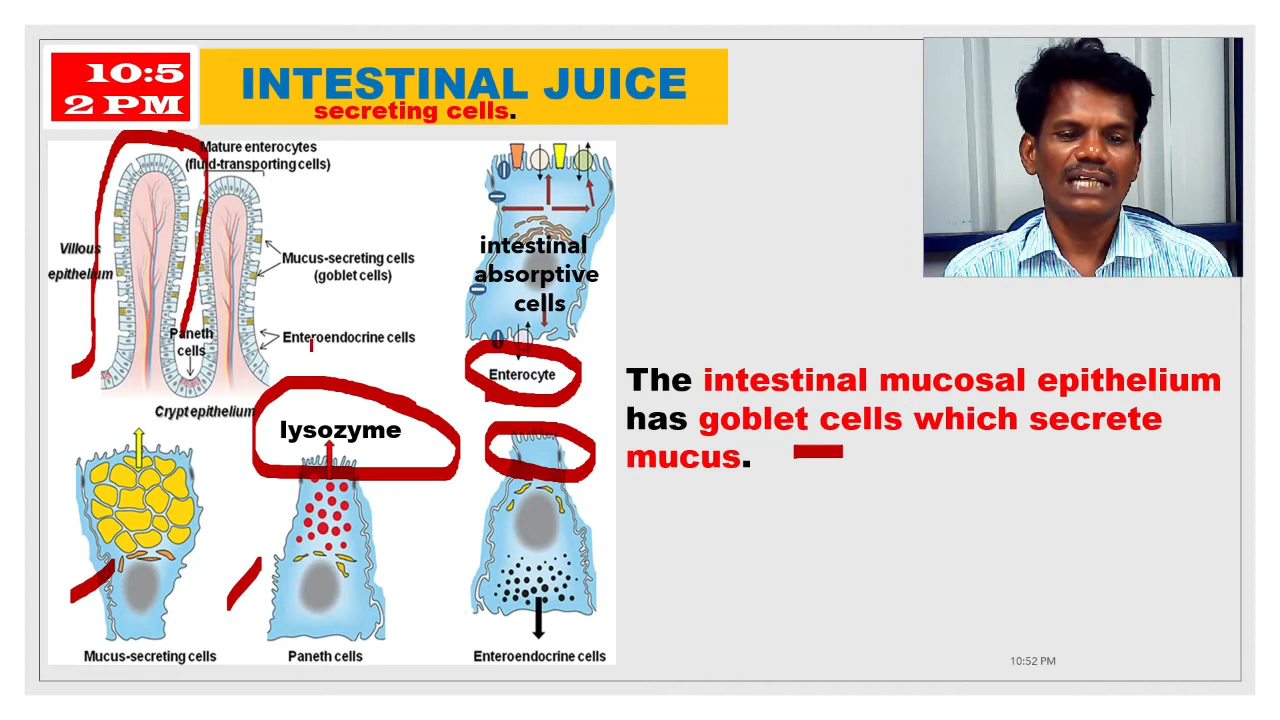 10:5
2 PM
INTESTINAL JUICE
secreting cells.
Mature enterocytes
(fluid-transporting cells)
Villous
epithelium
Mucus-secreting cells
(goblet cells)
Paneth
cells
Enteroendocrine cells
Crypt epithelium
intestinal
absorptive
cells
Enterocyte
lysozyme
Mucus-secreting cells
Paneth cells
Enteroendocrine cells
The intestinal mucosal epithelium
has goblet cells which secrete
mucus.
10:52 PM